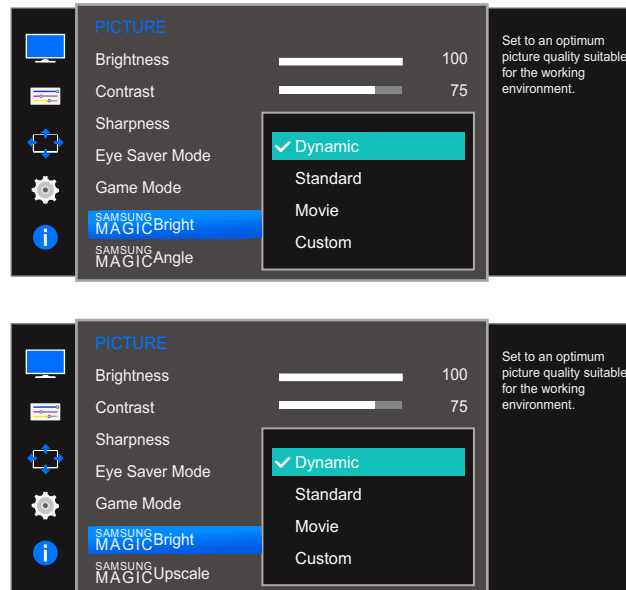 PICTURE
Brightness 100
Contrast 75
Sharpness
Eye Saver Mode
Game Mode
SAMSUNG
MAGICBright
SAMSUNG
MAGICAngle
Dynamic
Standard
Movie
Custom
Set to an optimum
picture quality suitable
for the working
environment.
PICTURE
Brightness 100
Contrast 75
Sharpness
Eye Saver Mode
Game Mode
SAMSUNG
MAGICBright
SAMSUNG
MAGICUpscale
Dynamic
Standard
Movie
Custom
Set to an optimum
picture quality suitable
for the working
environment.